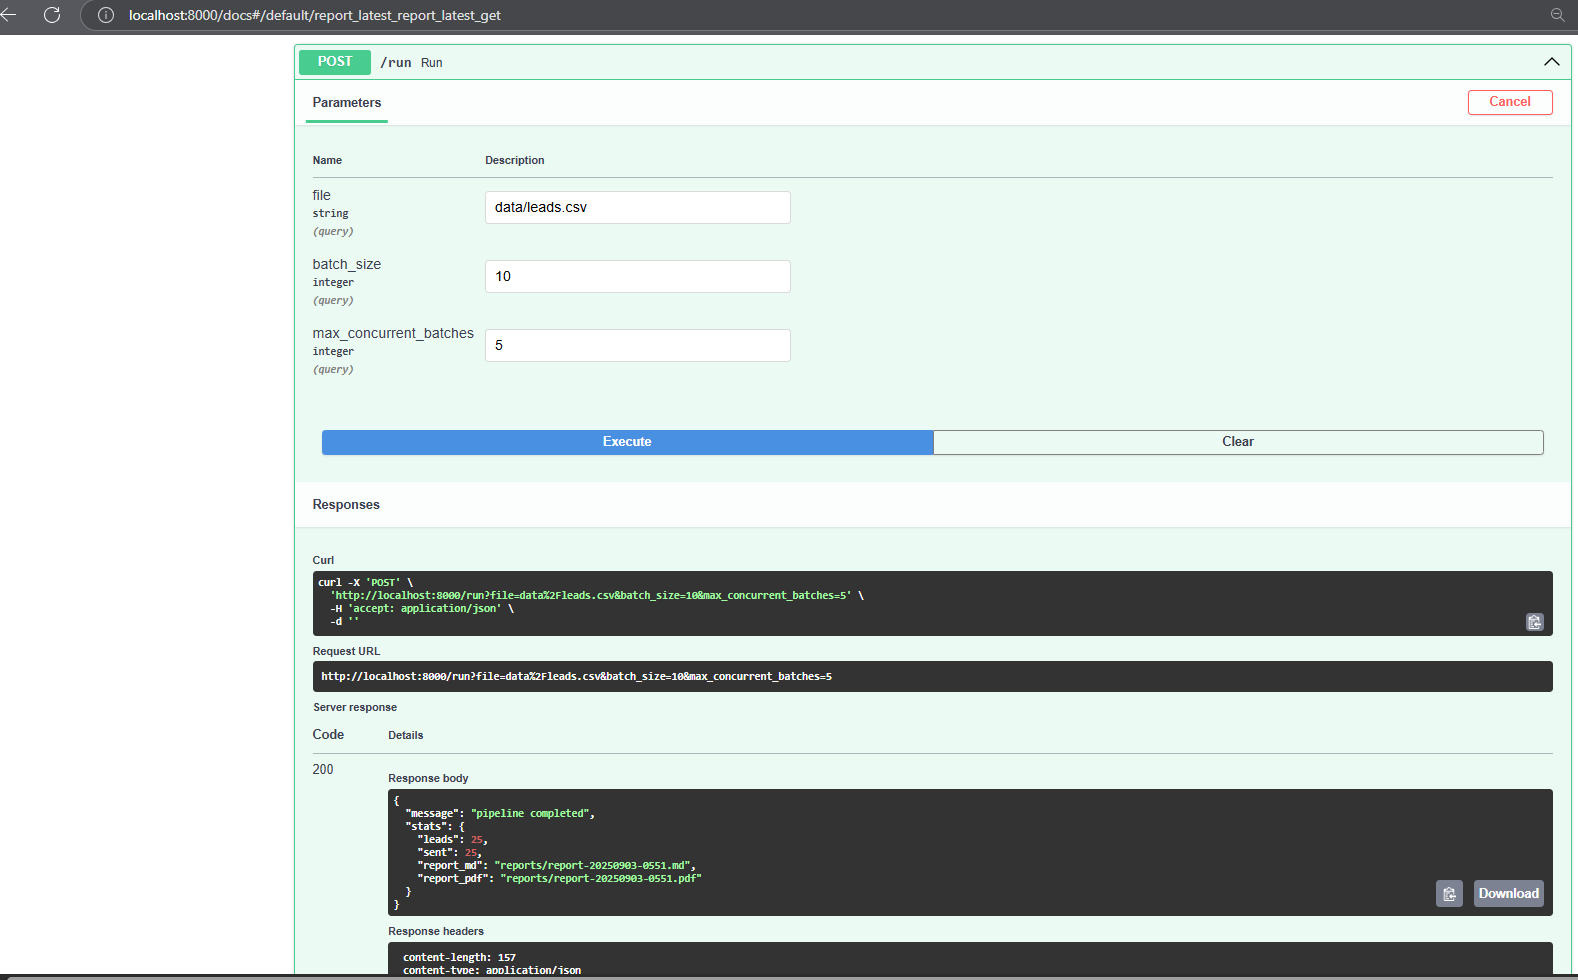 localhost:8000/docs#/default/report_latest_report_latest_get
POST /run Run
Parameters
Cancel
Name Description
file
string
(query)
data/leads.csv
batch_size
integer
(query)
10
max_concurrent_batches
integer
(query)
5
Execute Clear
Responses
Curl
curl -X 'POST' \
  'http://localhost:8000/run?file=data%2Fleads.csv&batch_size=10&max_concurrent_batches=5' \
  -H 'accept: application/json' \
  -d ''
Request URL
http://localhost:8000/run?file=data%2Fleads.csv&batch_size=10&max_concurrent_batches=5
Server response
Code Details
200
Response body
{
  "message": "pipeline completed",
  "stats": {
    "leads": 25,
    "sent": 25,
    "report_md": "reports/report-20250903-0551.md",
    "report_pdf": "reports/report-20250903-0551.pdf"
  }
}
Download
Response headers
content-length: 157
content-type: application/json